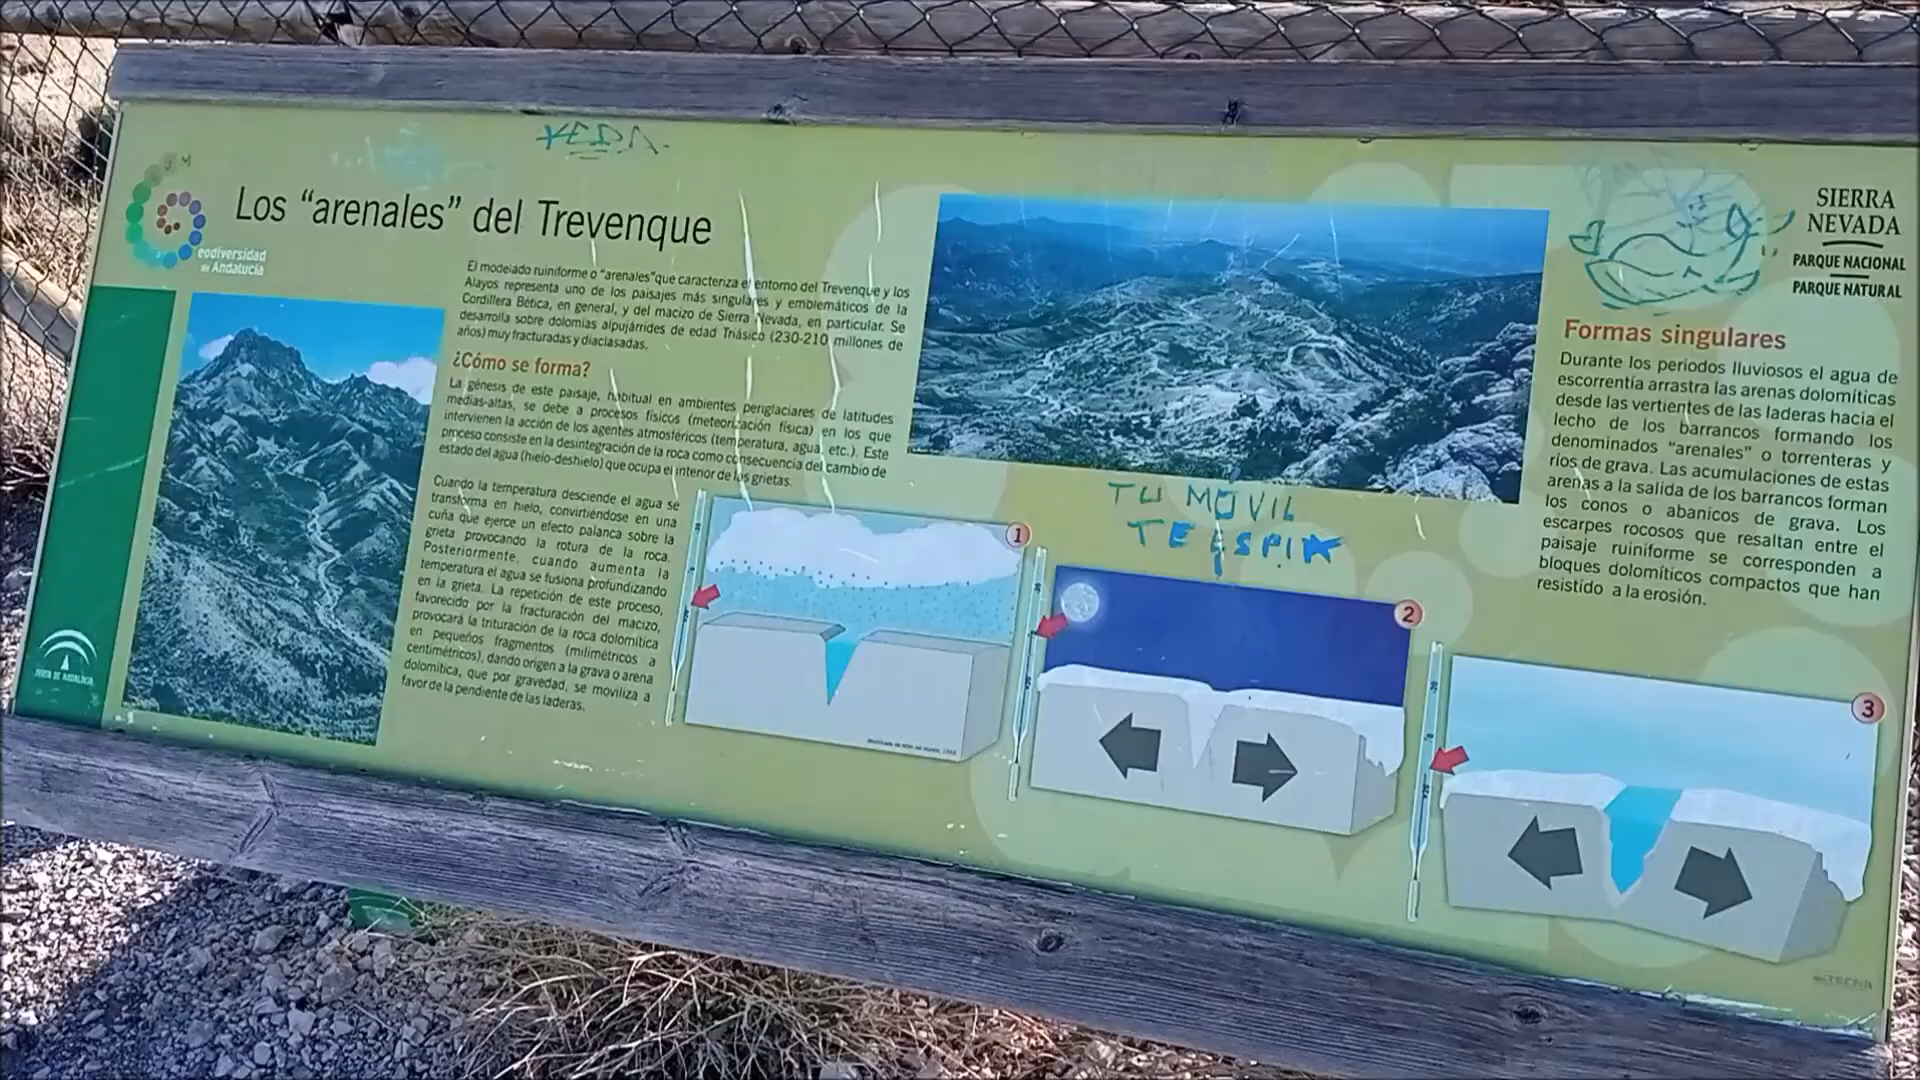 KEDA.
Los "arenales" del Trevenque
eodiversidad
de Andalucía
El modelado ruiniforme o "arenales"que caracteriza el entorno del Trevenque y los
Alayos representa uno de los paisajes más singulares y emblemáticos de la
Cordillera Bética, en general, y del macizo de Sierra Nevada, en particular. Se
desarrolla sobre dolomías alpujárrides de edad Triásico (230-210 millones de
años) muy fracturadas y diaclasadas.
¿Cómo se forma?
La génesis de este paisaje, habitual en ambientes periglaciares de latitudes
medias-altas, se debe a procesos físicos (meteorización física) en los que
intervienen la acción de los agentes atmosféricos (temperatura, agua, etc.). Este
proceso consiste en la desintegración de la roca como consecuencia del cambio de
estado del agua (hielo-deshielo) que ocupa el interior de las grietas.
Cuando la temperatura desciende el agua se
transforma en hielo, convirtiéndose en una
cuña que ejerce un efecto palanca sobre la
grieta provocando la rotura de la roca.
Posteriormente, cuando aumenta la
temperatura el agua se fusiona profundizando
en la grieta. La repetición de este proceso,
favorecido por la fracturación del macizo,
provocará la trituración de la roca dolomítica
en pequeños fragmentos (milimétricos a
centimétricos), dando origen a la grava o arena
dolomítica, que por gravedad, se moviliza a
favor de la pendiente de las laderas.
JUNTA DE ANDALUCIA
TU MOVIL
TE ESPIA
1
2
3
SIERRA
NEVADA
PARQUE NACIONAL
PARQUE NATURAL
Formas singulares
Durante los periodos lluviosos el agua de
escorrentía arrastra las arenas dolomíticas
desde las vertientes de las laderas hacia el
lecho de los barrancos formando los
denominados "arenales" o torrenteras y
ríos de grava. Las acumulaciones de estas
arenas a la salida de los barrancos forman
los conos o abanicos de grava. Los
escarpes rocosos que resaltan entre el
paisaje ruiniforme se corresponden a
bloques dolomíticos compactos que han
resistido a la erosión.
TECNA